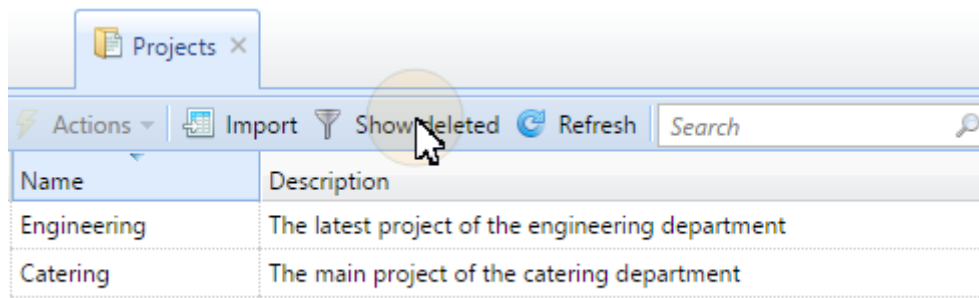 Projects
Actions Import Show deleted Refresh Search
Name Description
Engineering The latest project of the engineering department
Catering The main project of the catering department